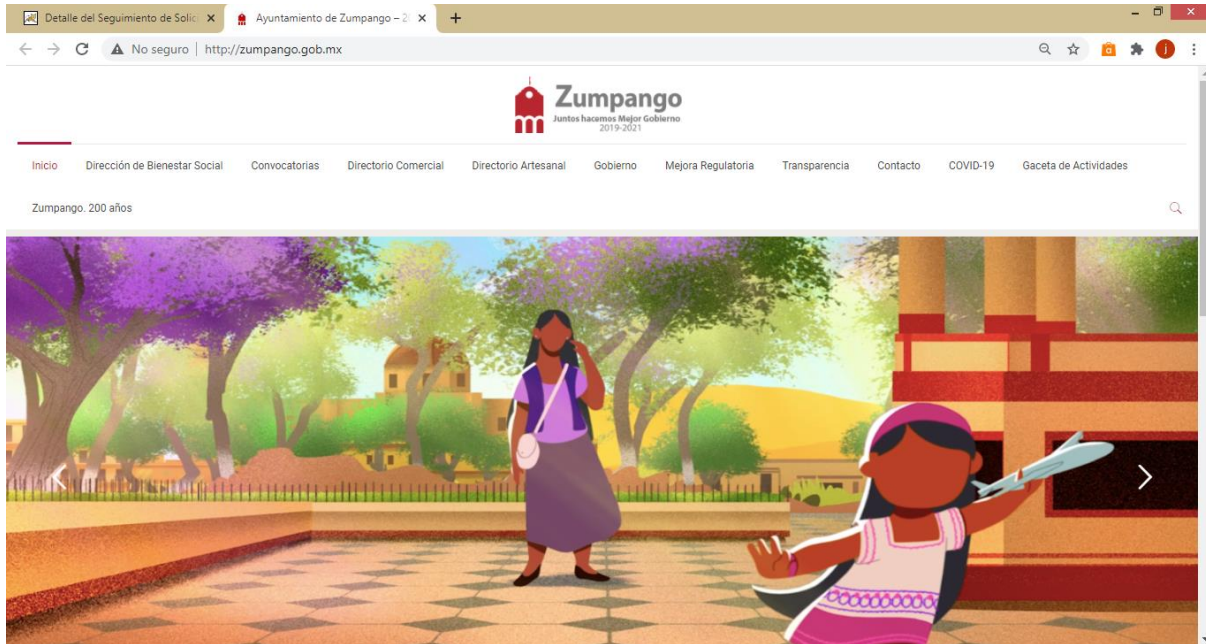 Detalle del Seguimiento de Solic
Ayuntamiento de Zumpango – 2
No seguro | http://zumpango.gob.mx
a
j
Zumpango
Juntos hacemos Mejor Gobierno
2019-2021
Inicio Dirección de Bienestar Social Convocatorias Directorio Comercial Directorio Artesanal Gobierno Mejora Regulatoria Transparencia Contacto COVID-19 Gaceta de Actividades
Zumpango. 200 años